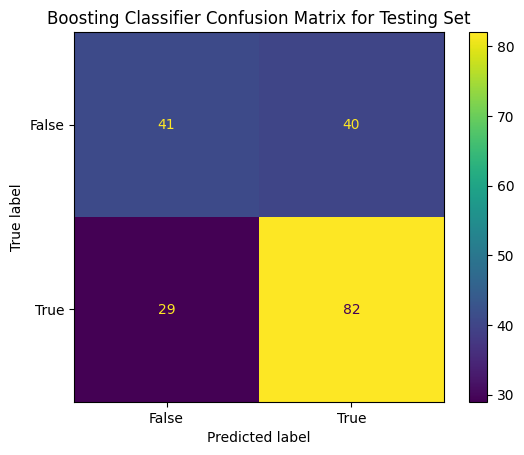 Boosting Classifier Confusion Matrix for Testing Set
True label
False
41
40
True
29
82
False
True
Predicted label
80
70
60
50
40
30